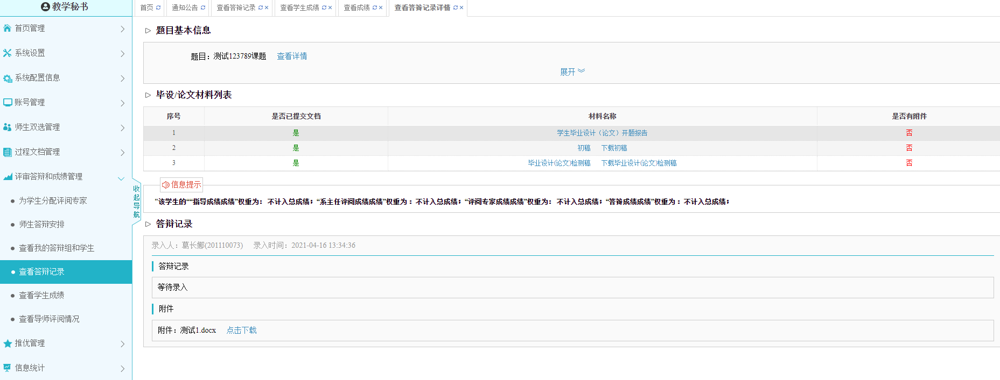 教学秘书
首页 通知公告 查看答辩记录 查看学生成绩 查看成绩 查看答辩记录详情
首页管理
系统设置
系统配置信息
账号管理
师生双选管理
过程文档管理
评审答辩和成绩管理
为学生分配评阅专家
师生答辩安排
查看我的答辩组和学生
查看答辩记录
查看学生成绩
查看导师评阅情况
推优管理
信息统计
收起导航
题目基本信息
题目：测试123789课题 查看详情
展开
毕设/论文材料列表
序号 是否已提交文档 材料名称 是否有附件
1 是 学生毕业设计（论文）开题报告 否
2 是 初稿 下载初稿 否
3 是 毕业设计(论文)检测稿 下载毕业设计(论文)检测稿 否
信息提示
"该学生的““指导成绩成绩”权重为： 不计入总成绩；“系主任评阅成绩成绩”权重为：不计入总成绩；“评阅专家成绩成绩”权重为： 不计入总成绩；“答辩成绩成绩”权重为：不计入总成绩；
答辩记录
录入人：葛长娜(201110073) 录入时间：2021-04-16 13:34:36
答辩记录
等待录入
附件
附件：测试1.docx 点击下载